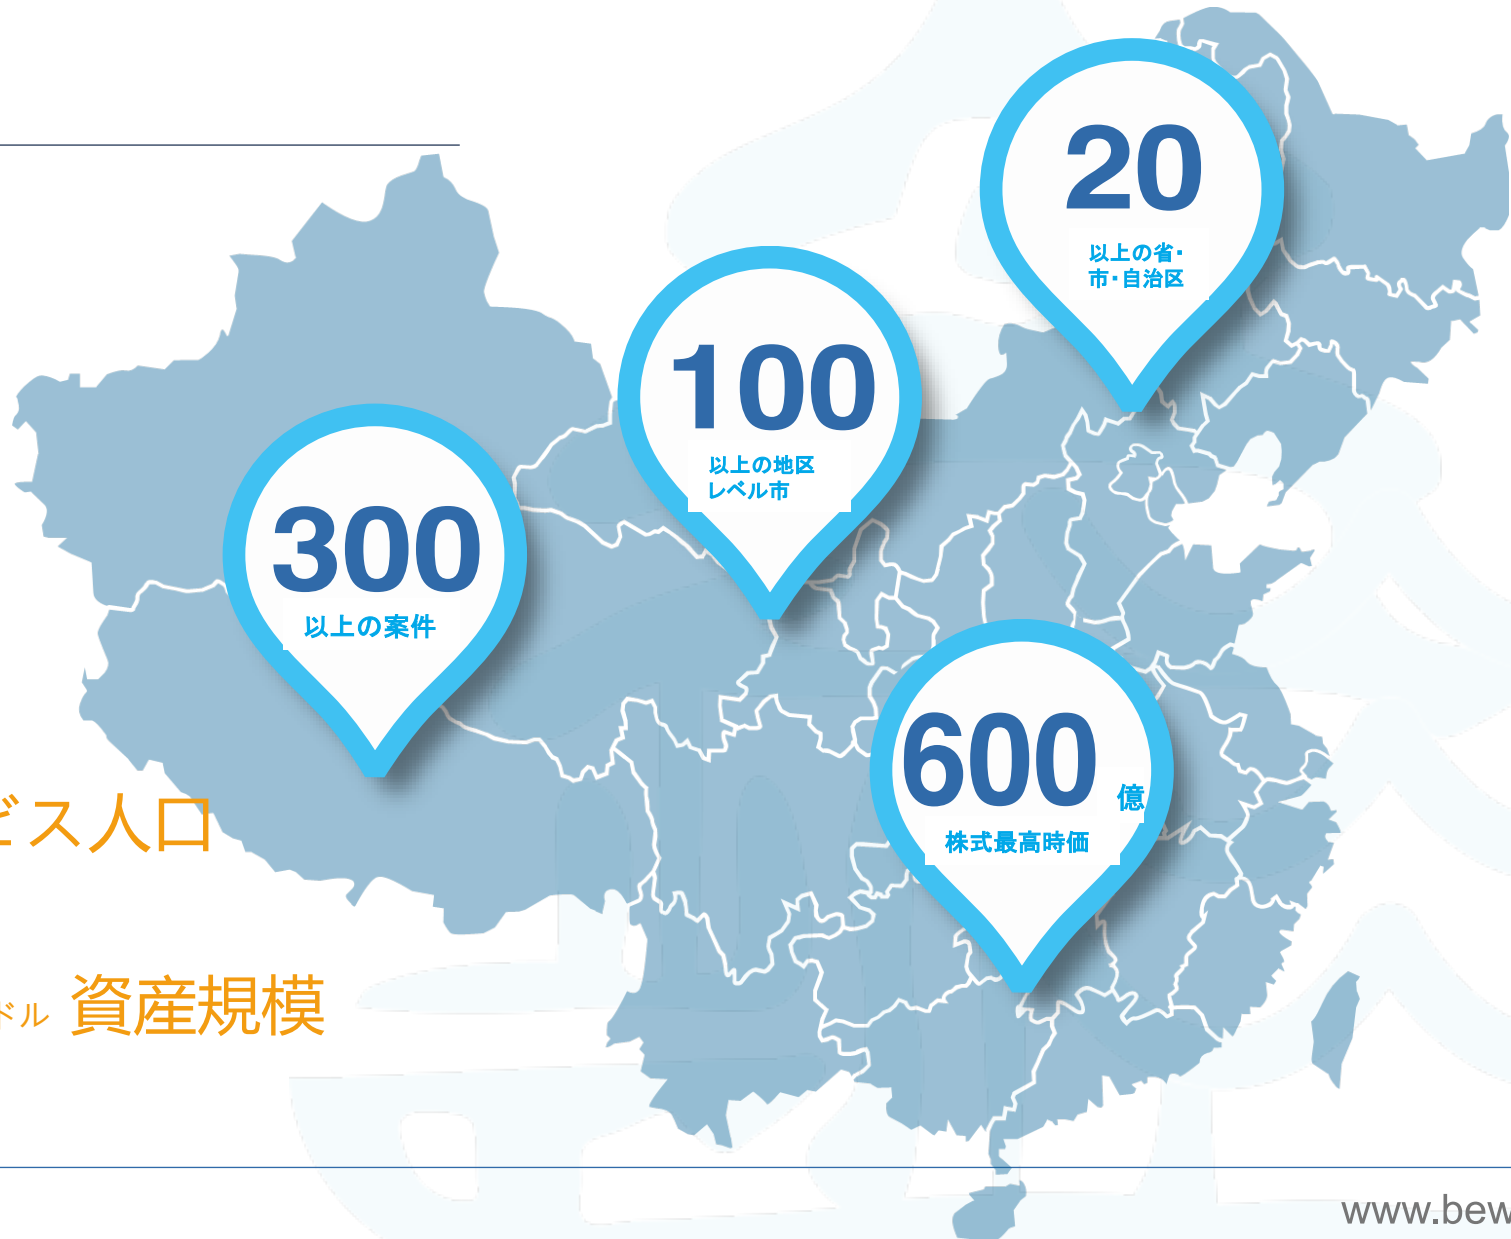 20
以上の省・
市・自治区
100
以上の地区
レベル市
300
以上の案件
600 億
株式最高時価
ビス人口
ドル 資産規模
www.bew